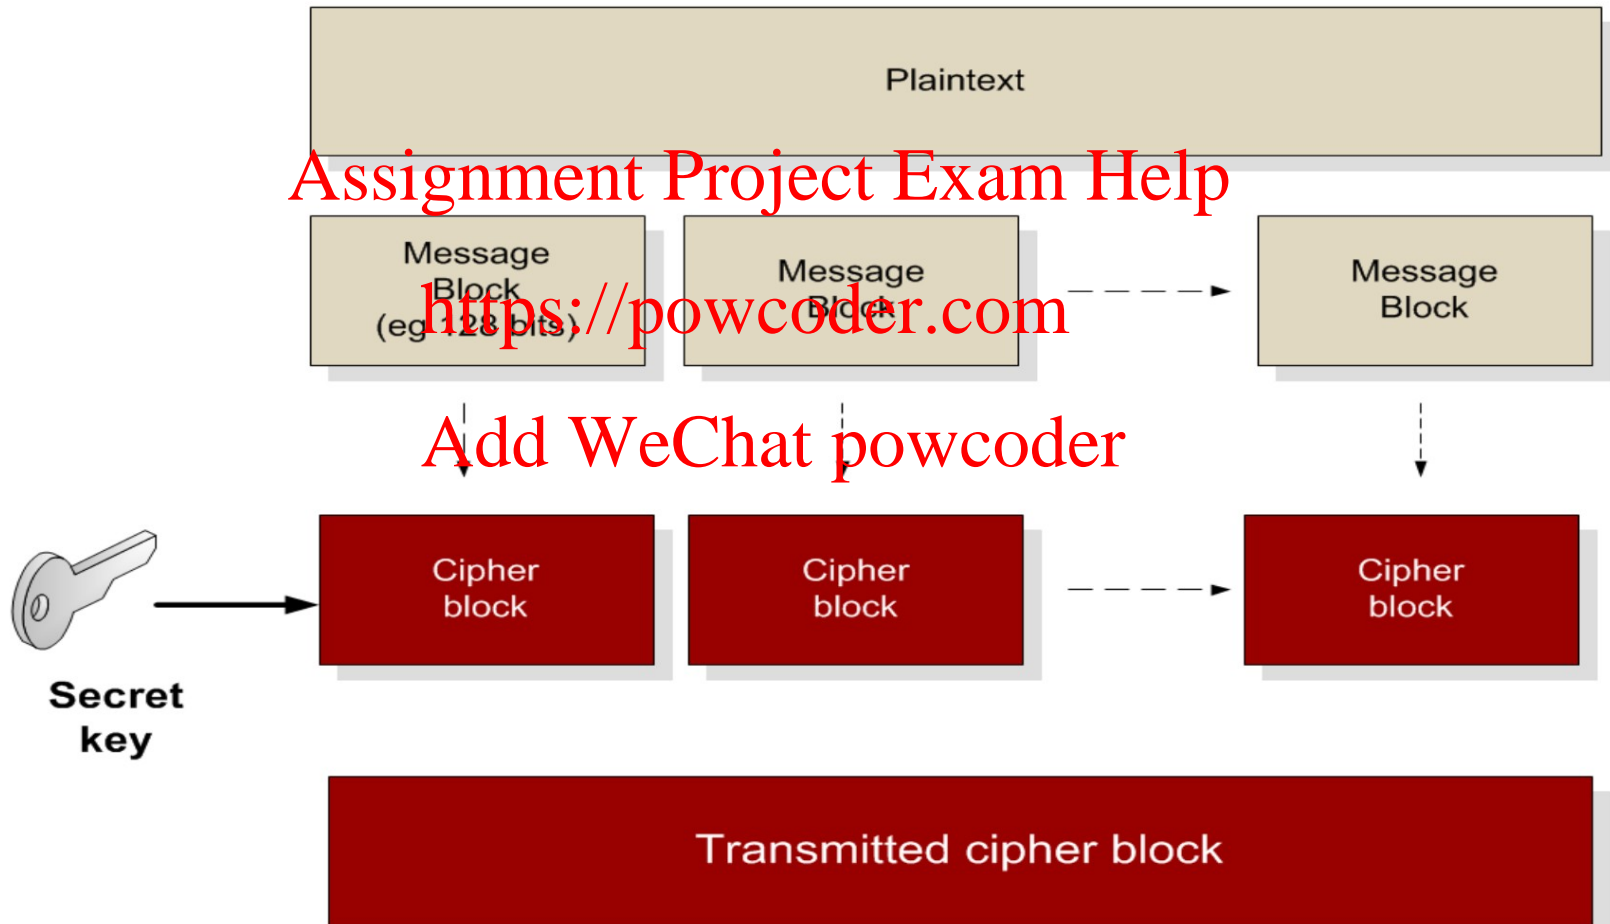 Plaintext
Assignment Project Exam Help
Message
Block
(eg 128 bits)
Message
Block
Message
Block
https://powcoder.com
Add WeChat powcoder
Cipher
block
Cipher
block
Cipher
block
Secret
key
Transmitted cipher block